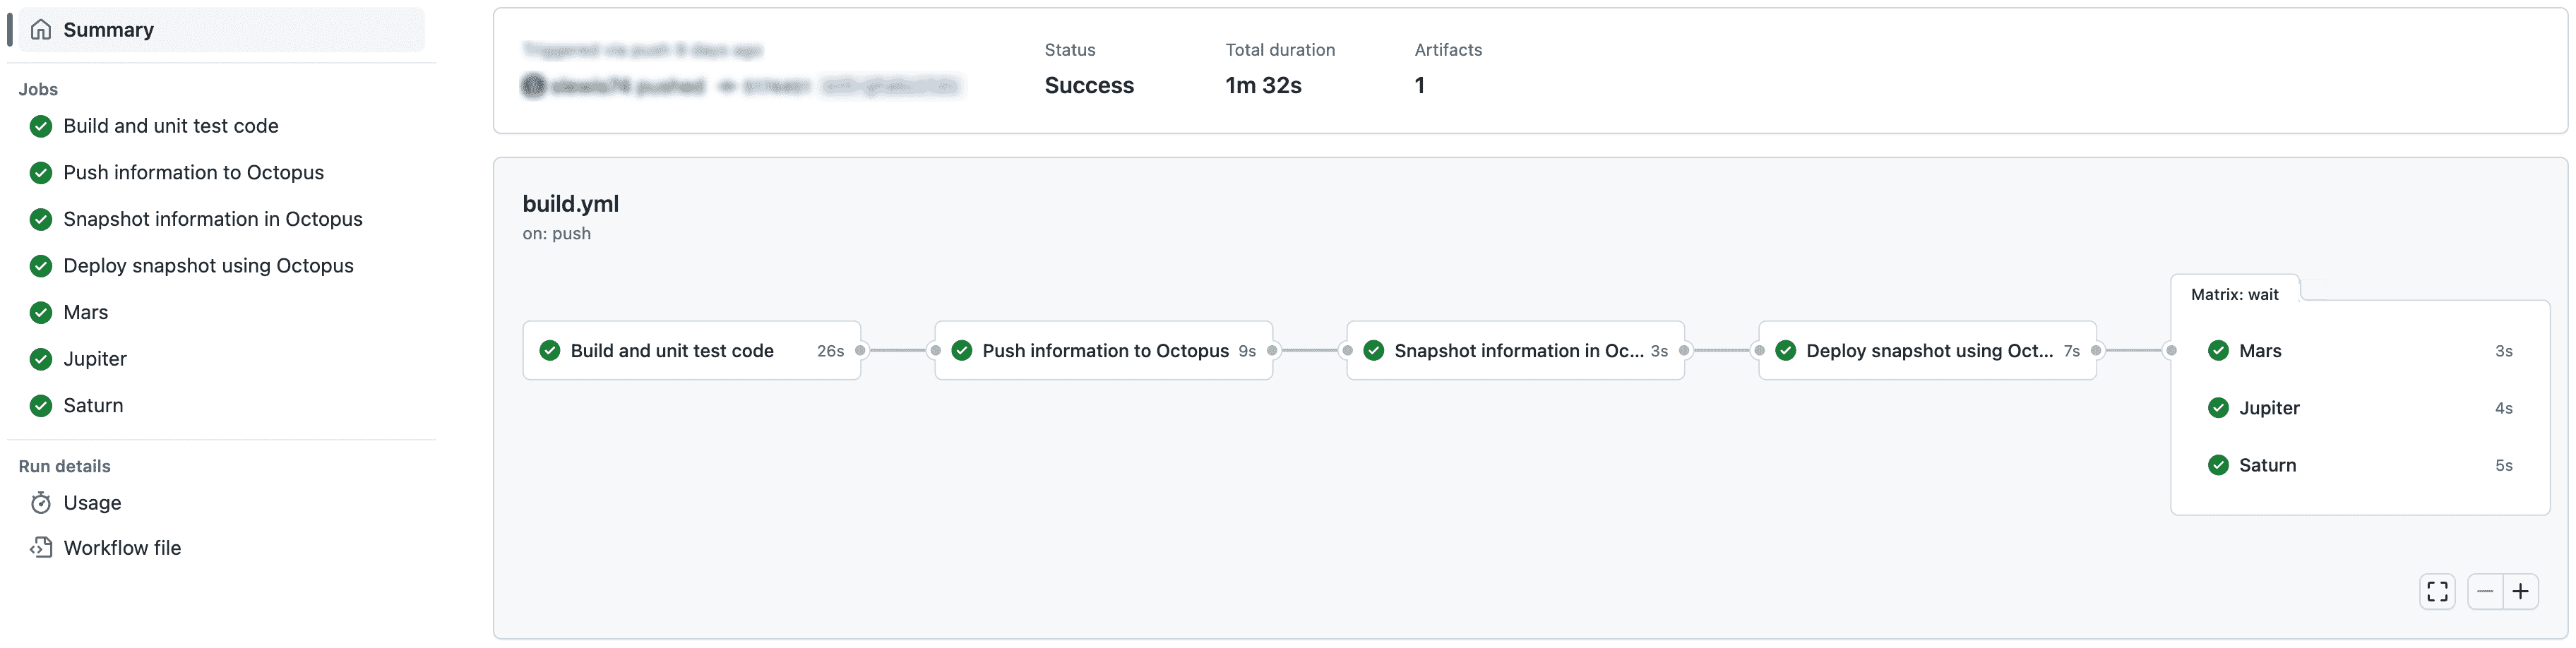 Summary
Jobs
Build and unit test code
Push information to Octopus
Snapshot information in Octopus
Deploy snapshot using Octopus
Mars
Jupiter
Saturn
Run details
Usage
Workflow file
Status
Success
Total duration
1m 32s
Artifacts
1
build.yml
on: push
Build and unit test code 26s
Push information to Octopus 9s
Snapshot information in Oc... 3s
Deploy snapshot using Oct... 7s
Matrix: wait
Mars 3s
Jupiter 4s
Saturn 5s